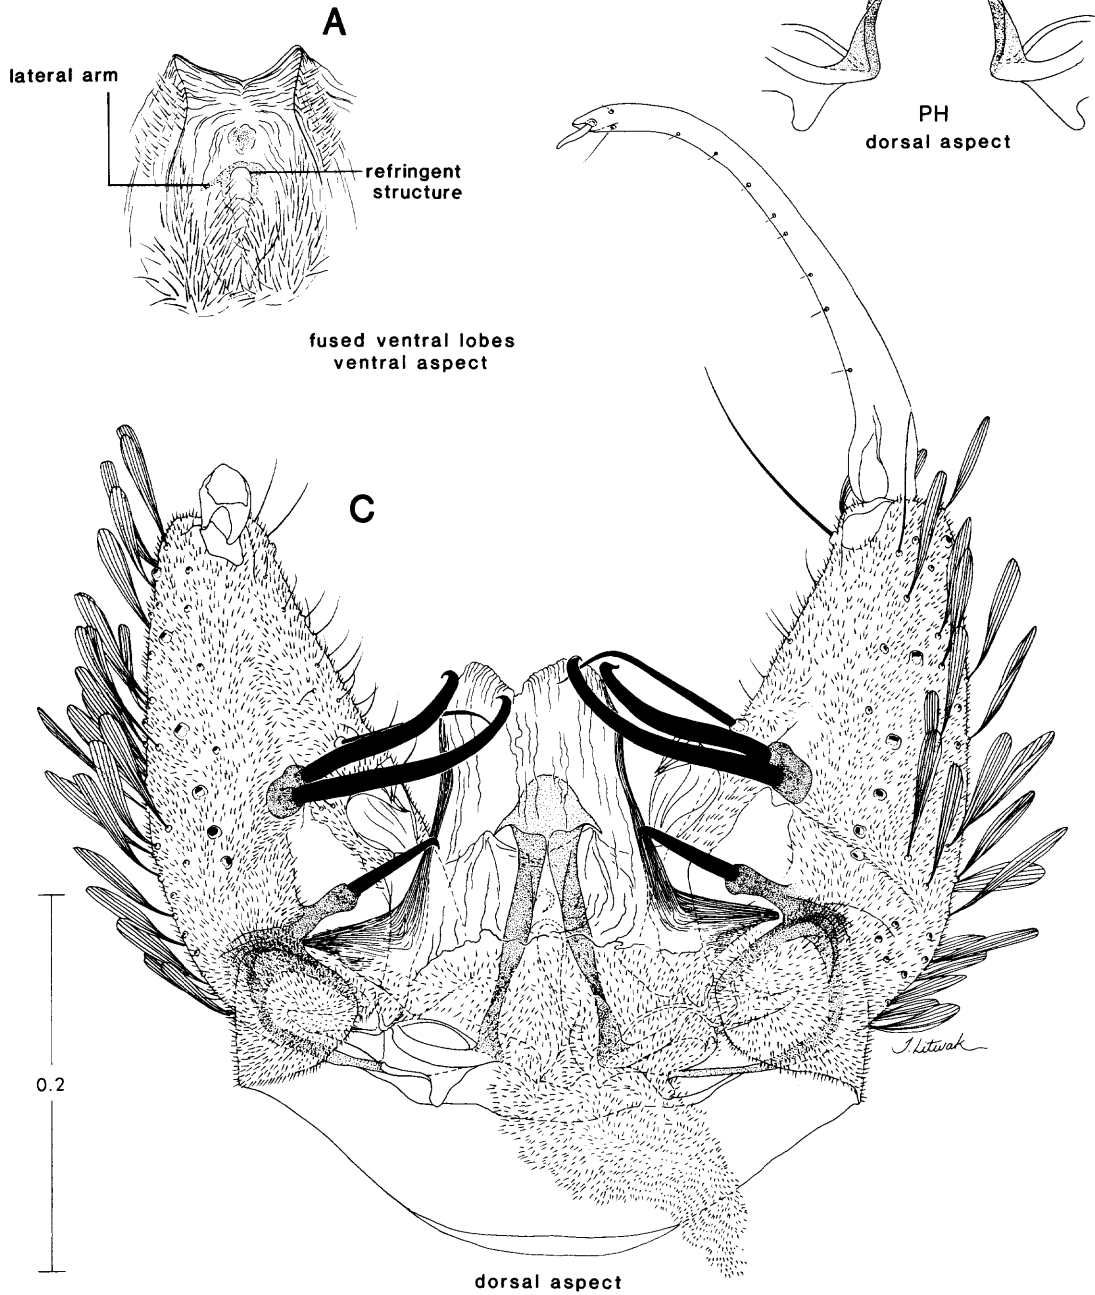 A
lateral arm
refringent
structure
PH
dorsal aspect
fused ventral lobes
ventral aspect
C
J. Litwak
0.2
dorsal aspect